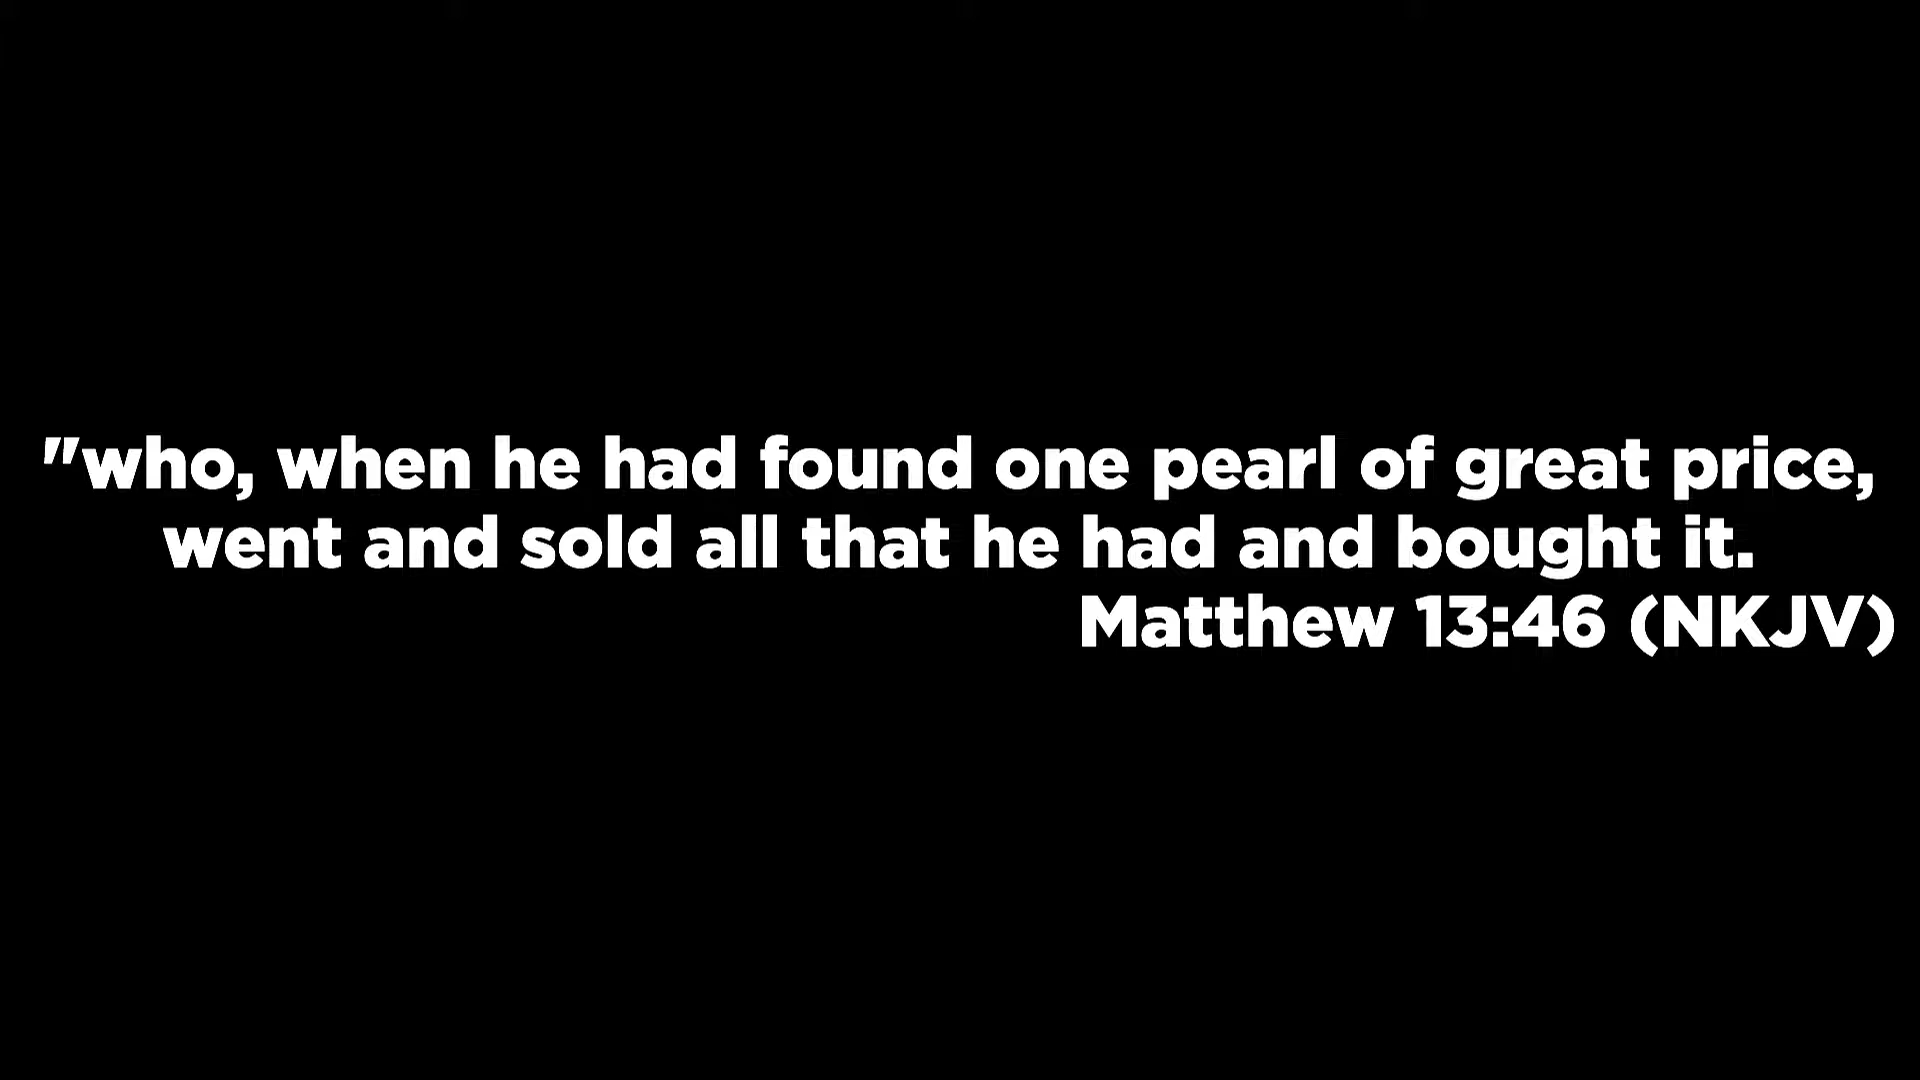 "who, when he had found one pearl of great price,
went and sold all that he had and bought it.
Matthew 13:46 (NKJV)